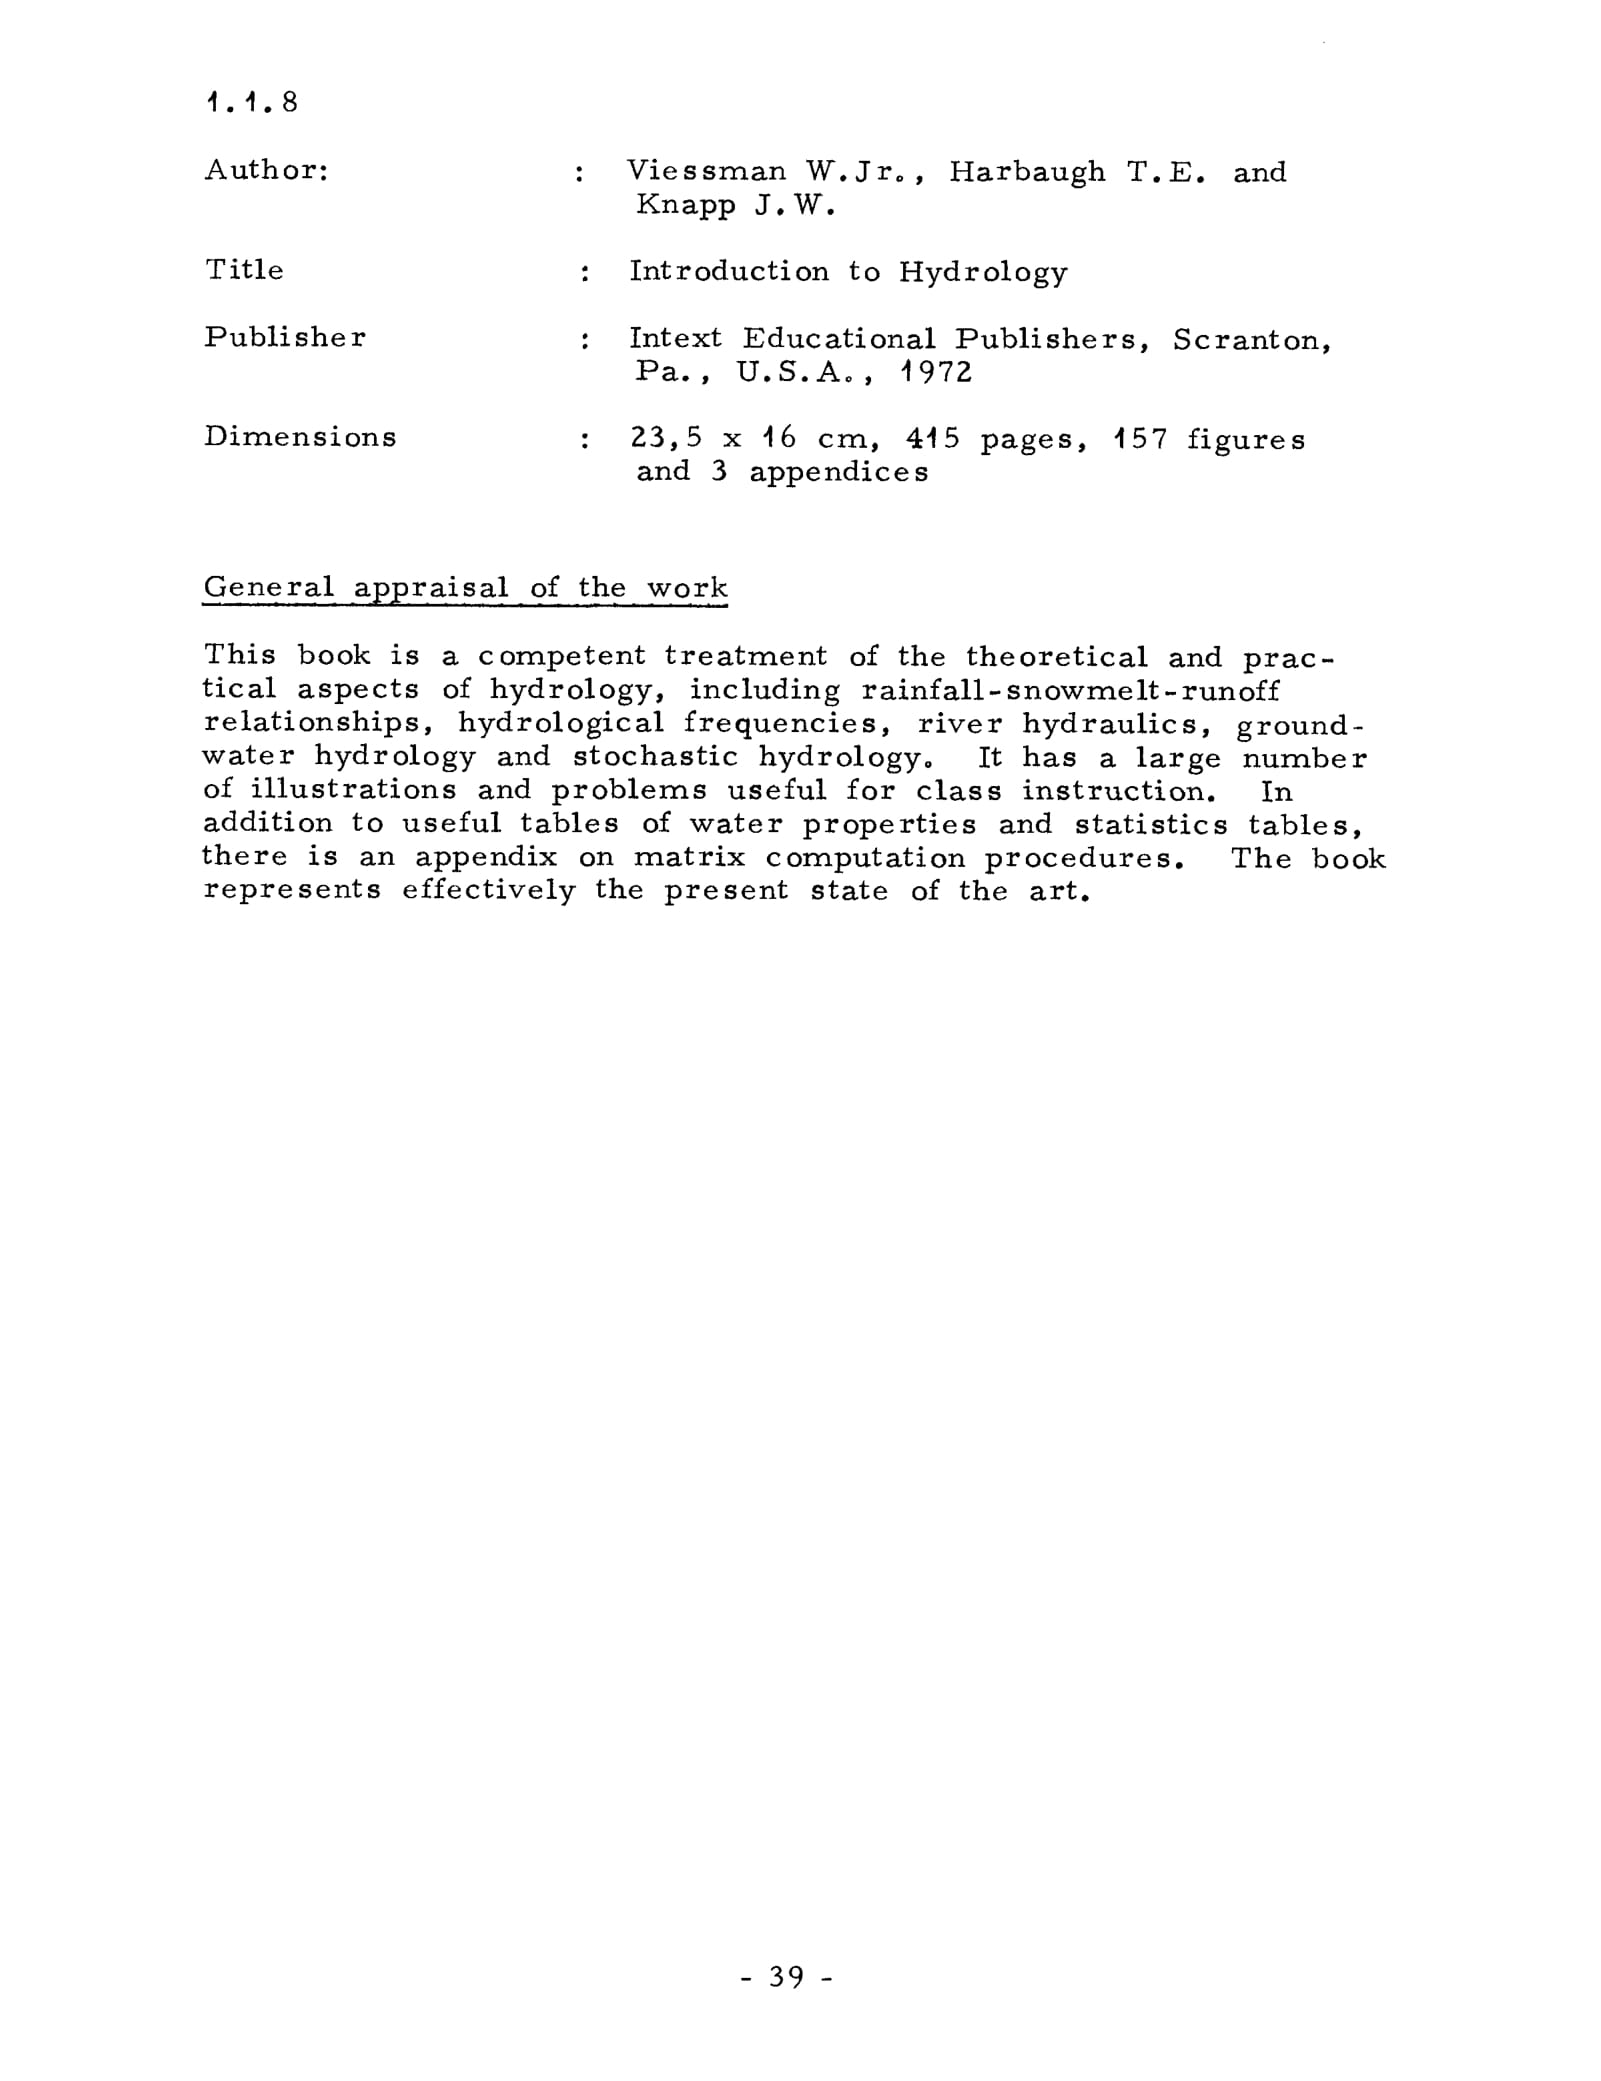 1.1.8
Author: : Viessman W.Jr., Harbaugh T.E. and
Knapp J.W.
Title : Introduction to Hydrology
Publisher : Intext Educational Publishers, Scranton,
Pa., U.S.A., 1972
Dimensions : 23,5 x 16 cm, 415 pages, 157 figures
and 3 appendices
General appraisal of the work
This book is a competent treatment of the theoretical and prac-
tical aspects of hydrology, including rainfall-snowmelt-runoff
relationships, hydrological frequencies, river hydraulics, ground-
water hydrology and stochastic hydrology. It has a large number
of illustrations and problems useful for class instruction. In
addition to useful tables of water properties and statistics tables,
there is an appendix on matrix computation procedures. The book
represents effectively the present state of the art.
- 39 -